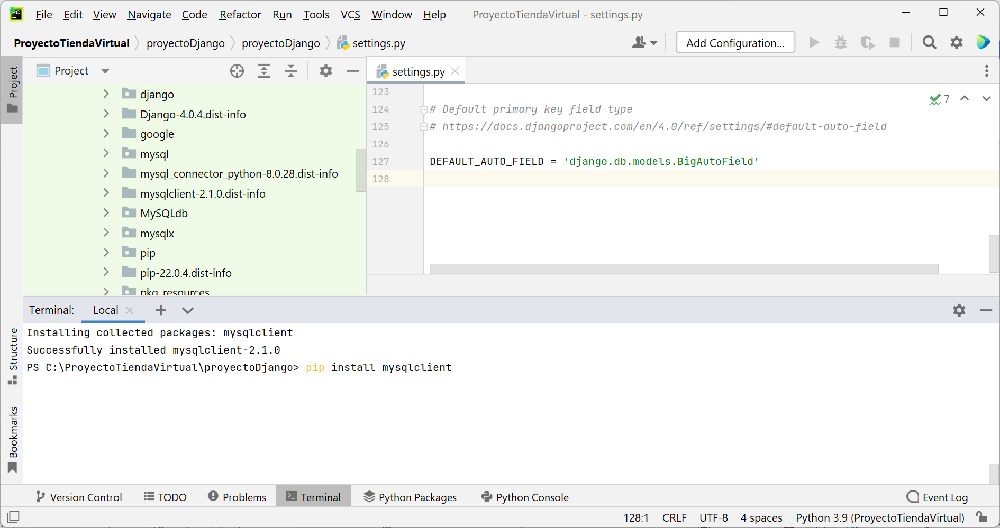 PC File Edit View Navigate Code Refactor Run Tools VCS Window Help ProyectoTiendaVirtual - settings.py
ProyectoTiendaVirtual proyectoDjango proyectoDjango settings.py Add Configuration...
Project
Project
django
Django-4.0.4.dist-info
google
mysql
mysql_connector_python-8.0.28.dist-info
mysqlclient-2.1.0.dist-info
MySQLdb
mysqlx
pip
pip-22.0.4.dist-info
pkg_resources
settings.py
7
123
124 # Default primary key field type
125 # https://docs.djangoproject.com/en/4.0/ref/settings/#default-auto-field
126
127 DEFAULT_AUTO_FIELD = 'django.db.models.BigAutoField'
128
Terminal: Local
Installing collected packages: mysqlclient
Successfully installed mysqlclient-2.1.0
PS C:\ProyectoTiendaVirtual\proyectoDjango> pip install mysqlclient
Structure
Bookmarks
Version Control TODO Problems Terminal Python Packages Python Console Event Log
128:1 CRLF UTF-8 4 spaces Python 3.9 (ProyectoTiendaVirtual)